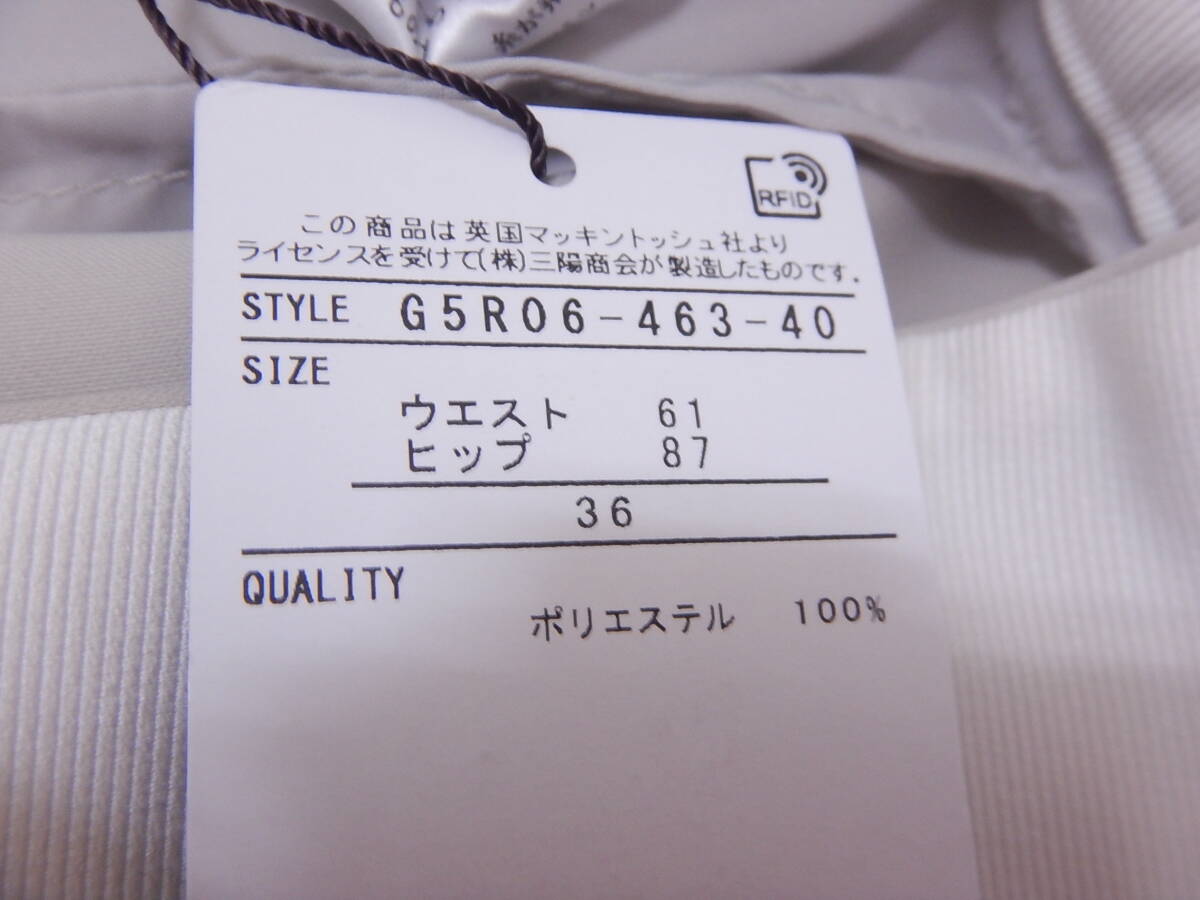 RFID
この商品は英国マッキントッシュ社より
ライセンスを受けて(株)三陽商会が製造したものです.
STYLE G5R06-463-40
SIZE
ウエスト 61
ヒップ 87
36
QUALITY
ポリエステル 100%